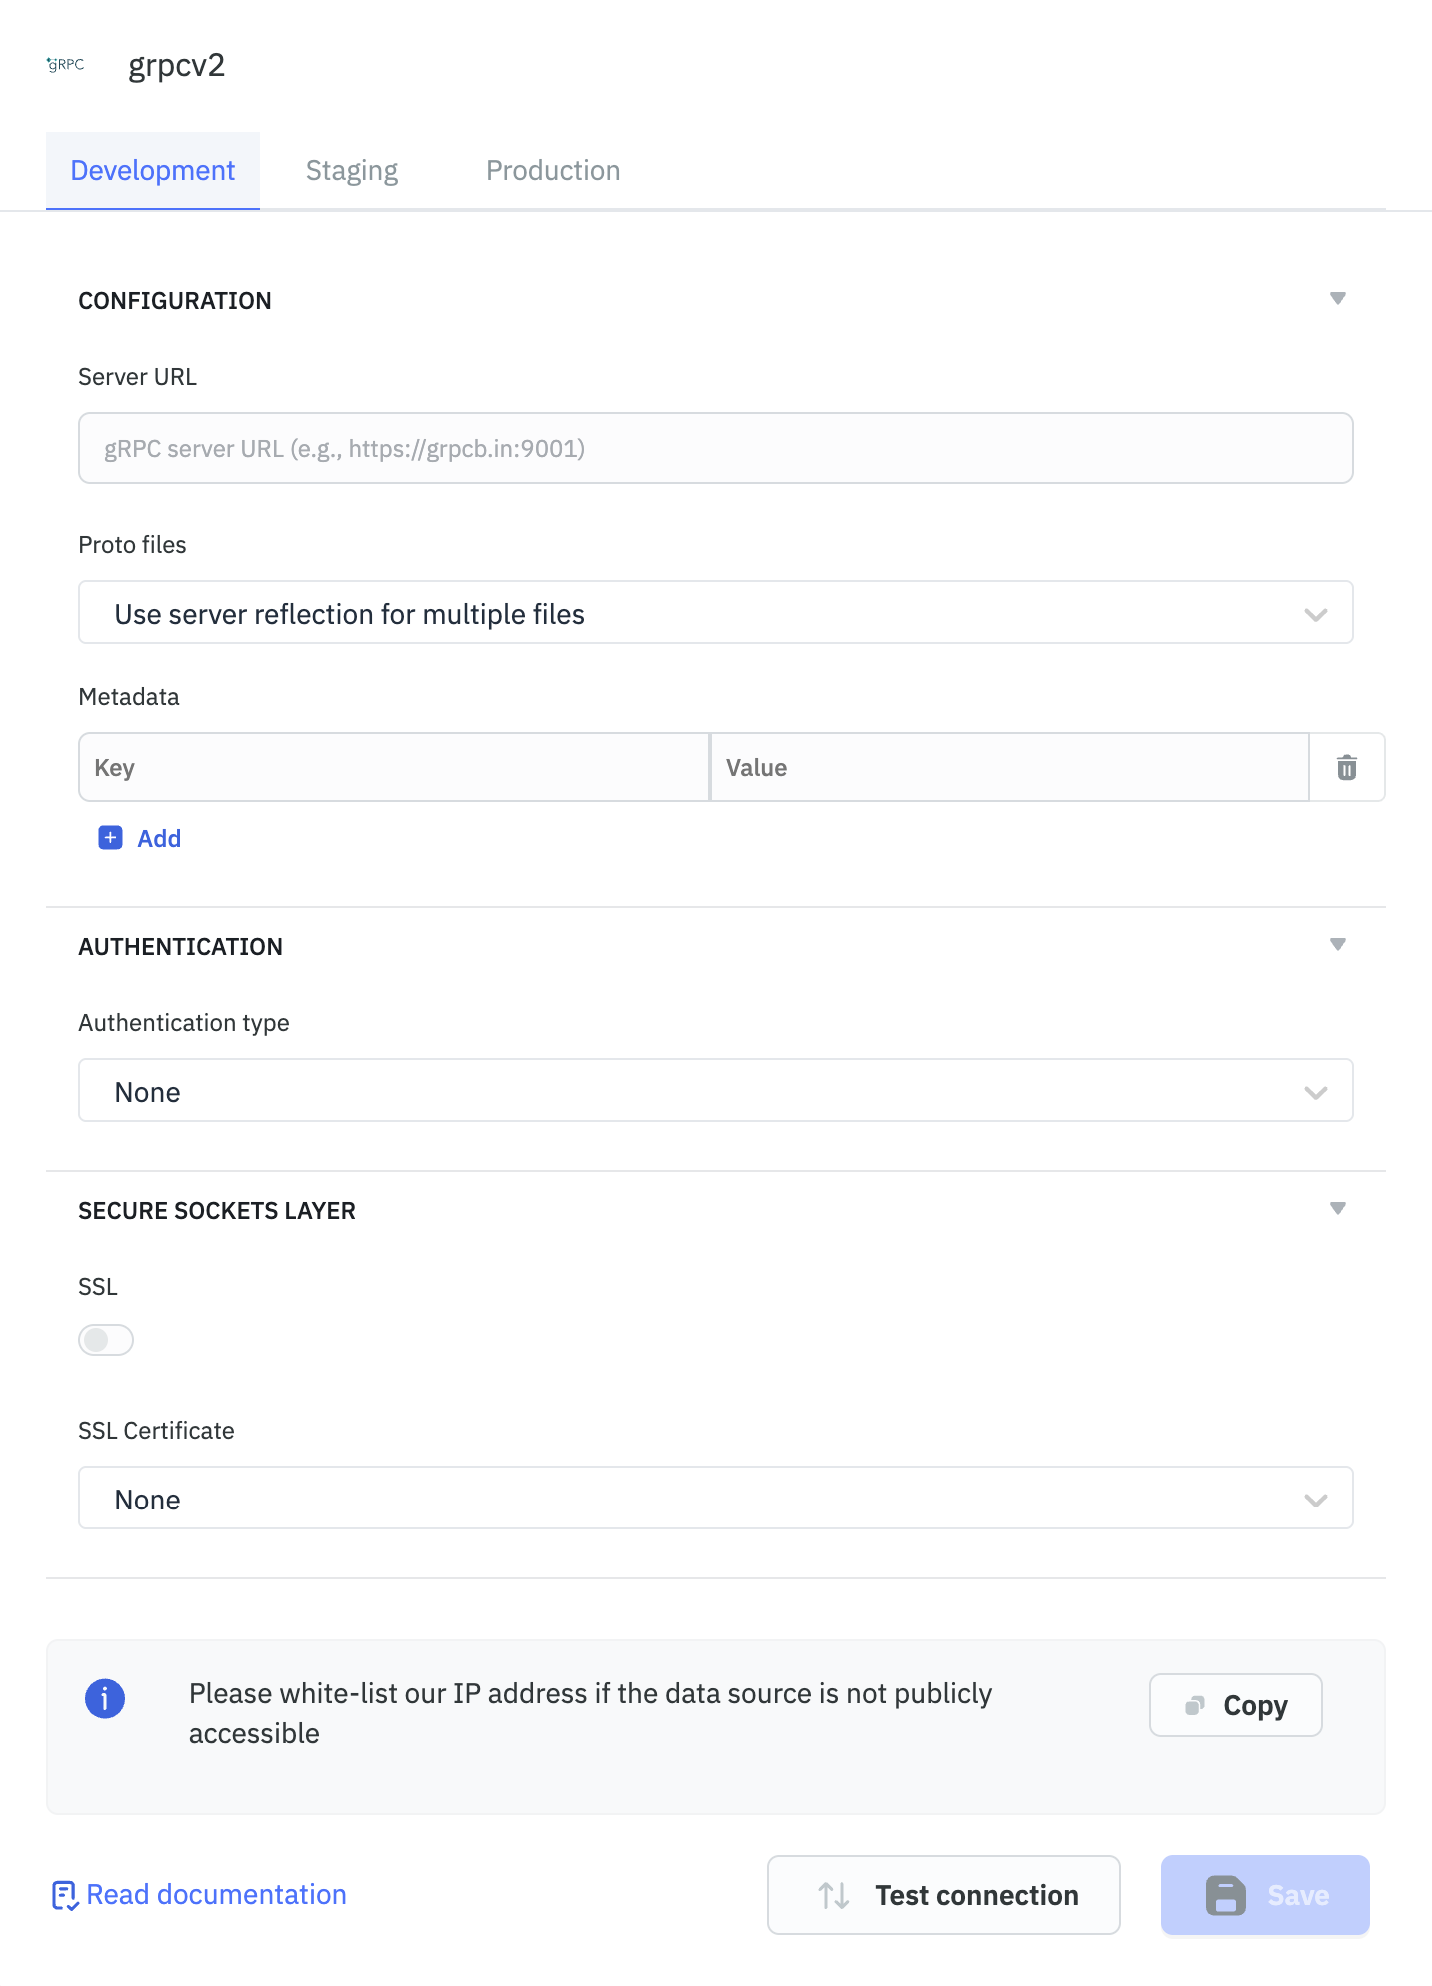 gRPC
grpcv2
Development
Staging
Production
CONFIGURATION
Server URL
gRPC server URL (e.g., https://grpcb.in:9001)
Proto files
Use server reflection for multiple files
Metadata
Key
Value
Add
AUTHENTICATION
Authentication type
None
SECURE SOCKETS LAYER
SSL
SSL Certificate
None
Please white-list our IP address if the data source is not publicly
accessible
Copy
Read documentation
Test connection
Save